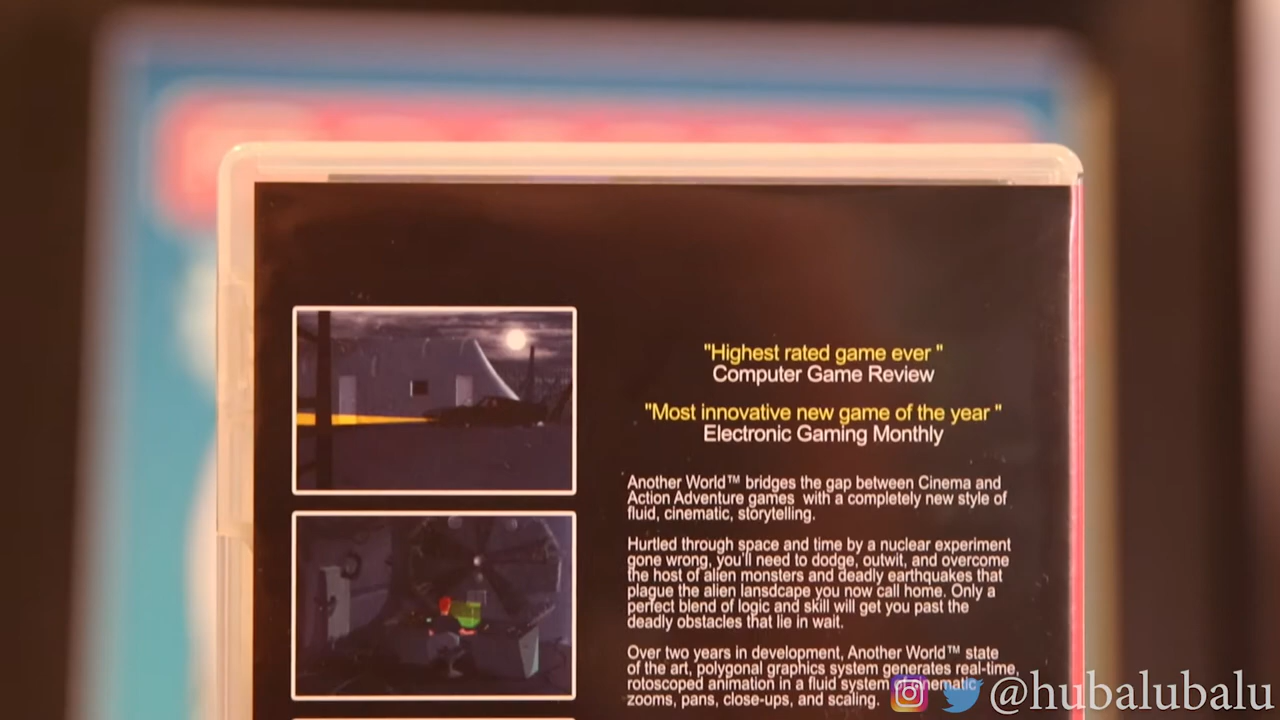 "Highest rated game ever "
Computer Game Review
"Most innovative new game of the year "
Electronic Gaming Monthly
Another World™ bridges the gap between Cinema and
Action Adventure games  with a completely new style of
fluid, cinematic, storytelling.
Hurtled through space and time by a nuclear experiment
gone wrong, you'll need to dodge, outwit, and overcome
the host of alien monsters and deadly earthquakes that
plague the alien lansdcape you now call home. Only a
perfect blend of logic and skill will get you past the
deadly obstacles that lie in wait.
Over two years in development, Another World™ state
of the art, polygonal graphics system generates real-time,
rotoscoped animation in a fluid system of cinematic
zooms, pans, close-ups, and scaling.
@hubalubalu